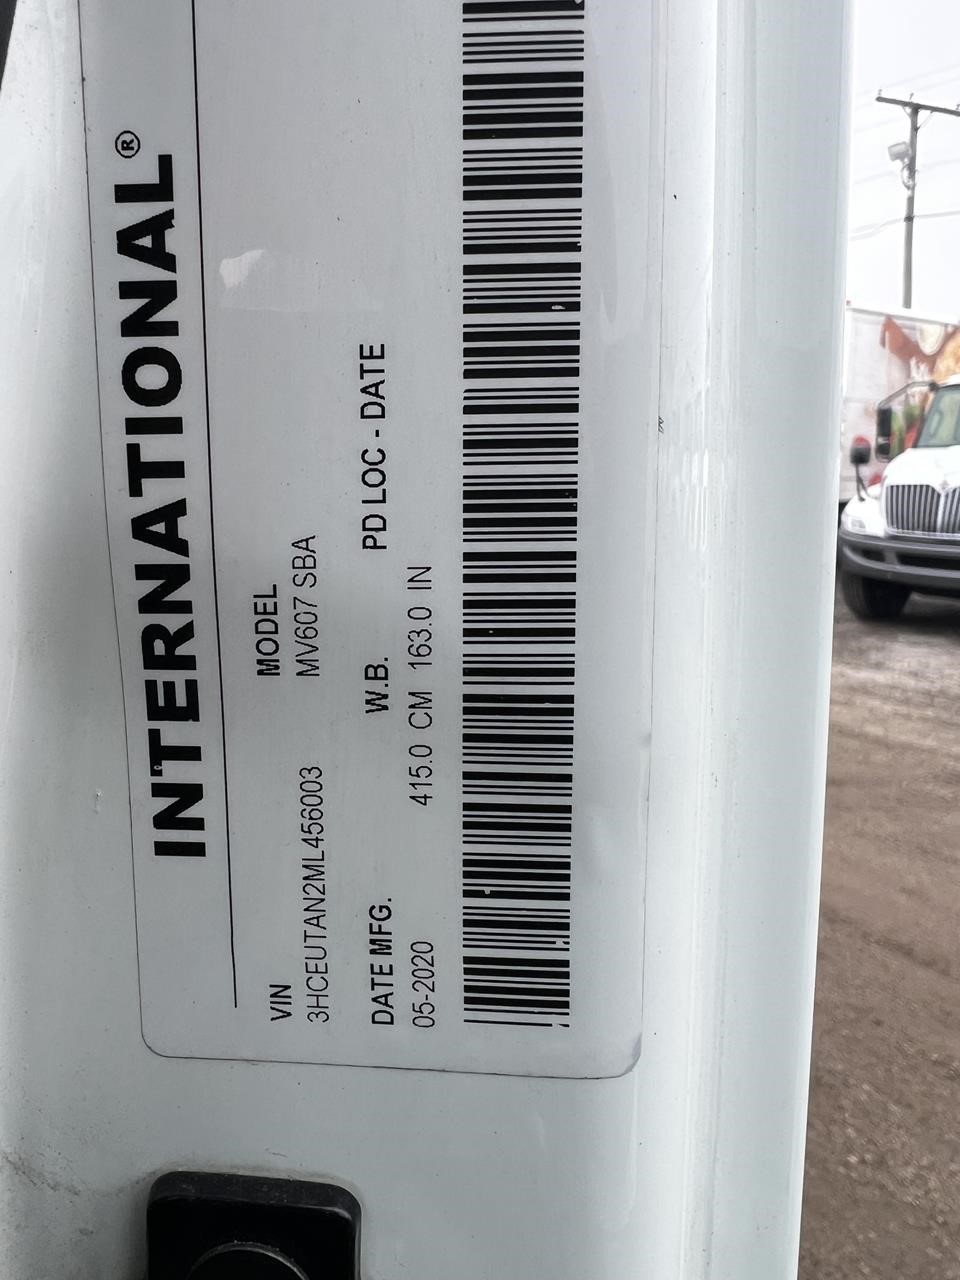 INTERNATIONAL®
VIN MODEL
3HCEUTAN2ML456003 MV607 SBA
DATE MFG. W.B. PD LOC - DATE
05-2020 415.0 CM 163.0 IN